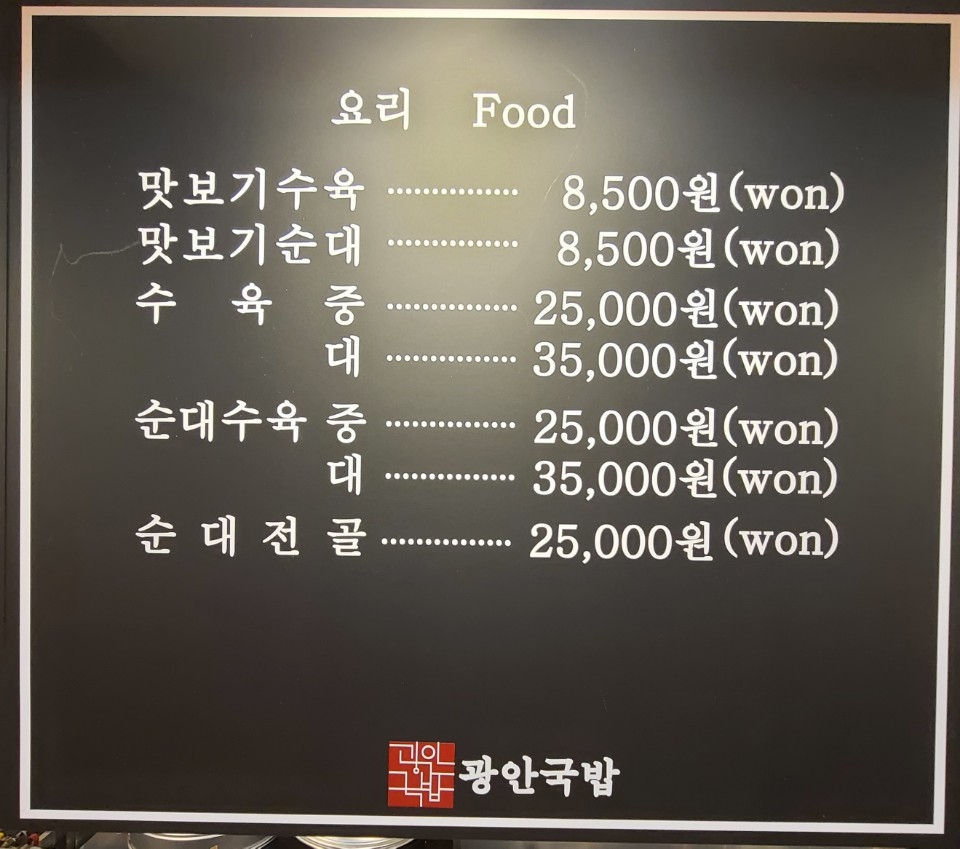 요리 Food
맛보기수육 ················ 8,500원(won)
맛보기순대 ················ 8,500원(won)
수 육 중 ················ 25,000원(won)
대 ················ 35,000원(won)
순대수육 중 ················ 25,000원(won)
대 ················ 35,000원(won)
순 대 전 골 ················ 25,000원(won)
광안국밥 광안국밥